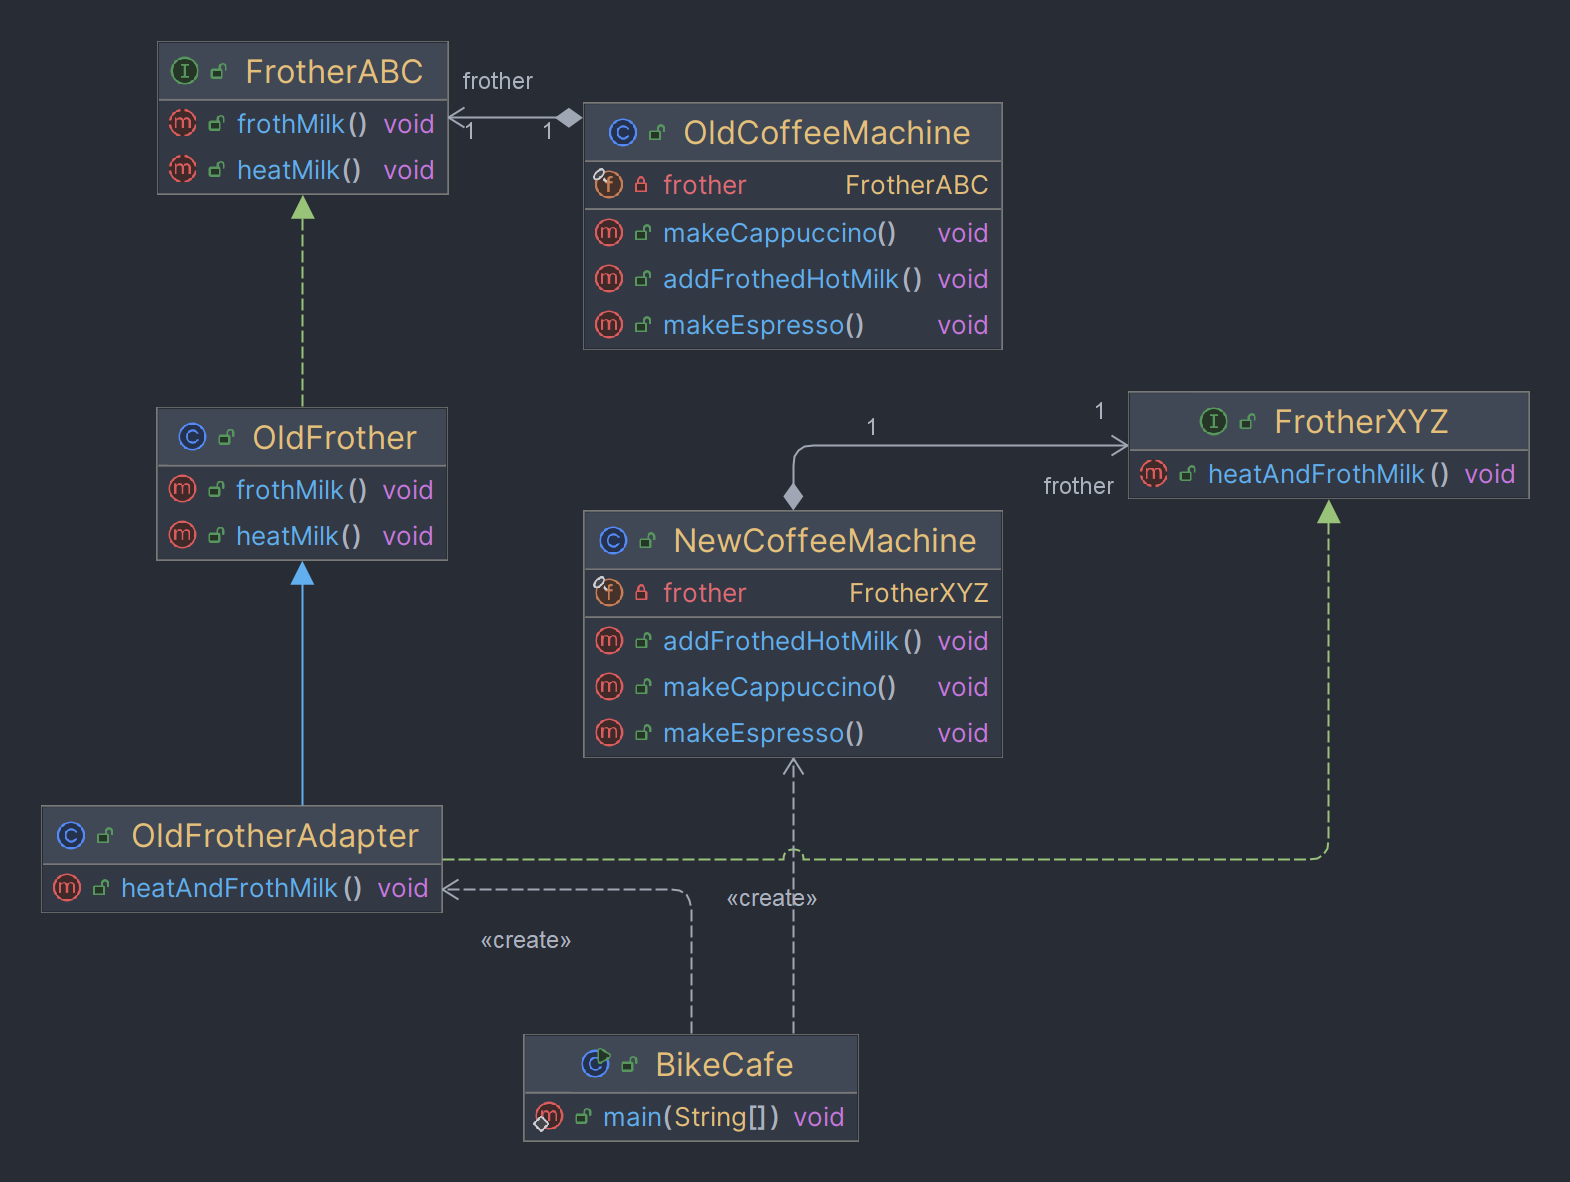 FrotherABC
frothMilk() void
heatMilk() void
frother
1 1
OldCoffeeMachine
frother FrotherABC
makeCappuccino() void
addFrothedHotMilk() void
makeEspresso() void
OldFrother
frothMilk() void
heatMilk() void
1 1
frother
FrotherXYZ
heatAndFrothMilk() void
NewCoffeeMachine
frother FrotherXYZ
addFrothedHotMilk() void
makeCappuccino() void
makeEspresso() void
OldFrotherAdapter
heatAndFrothMilk() void
«create»
«create»
BikeCafe
main(String[]) void